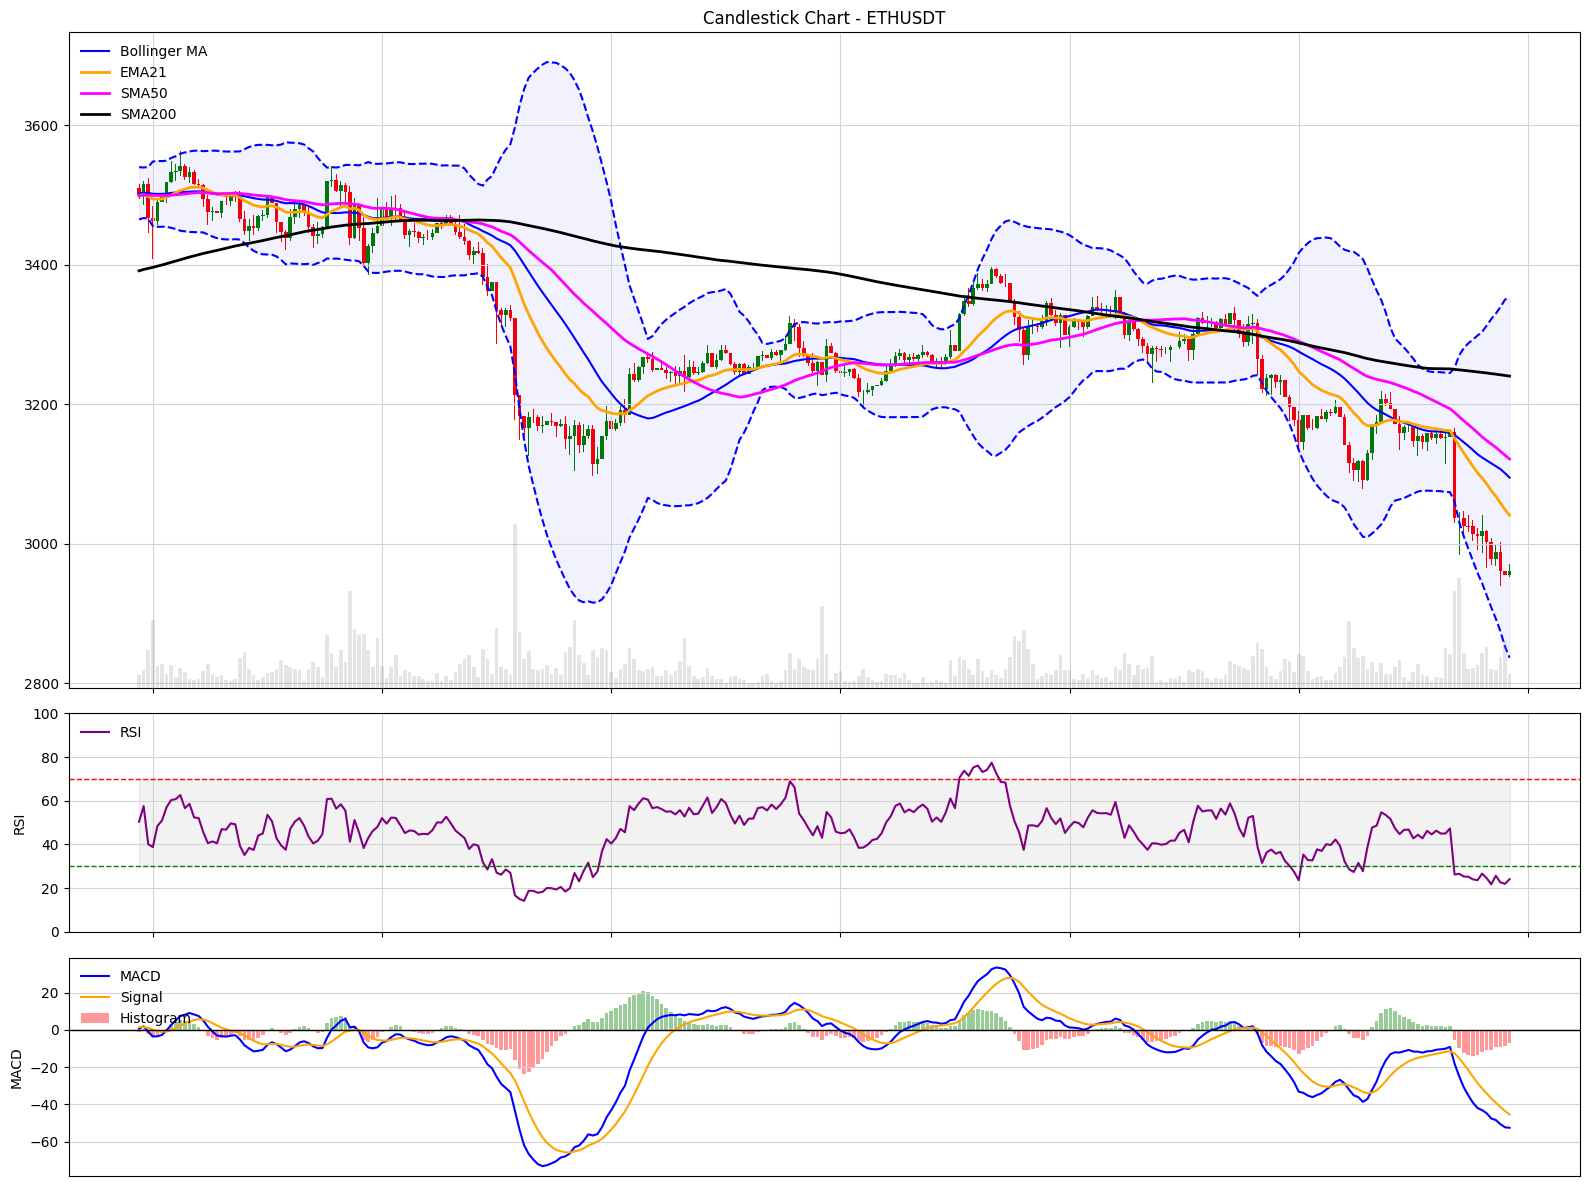 Candlestick Chart - ETHUSDT
Bollinger MA
EMA21
SMA50
SMA200
3600
3400
3200
3000
2800
RSI
100
80
60
40
20
0
RSI
MACD
Signal
Histogram
20
0
−20
−40
−60
MACD